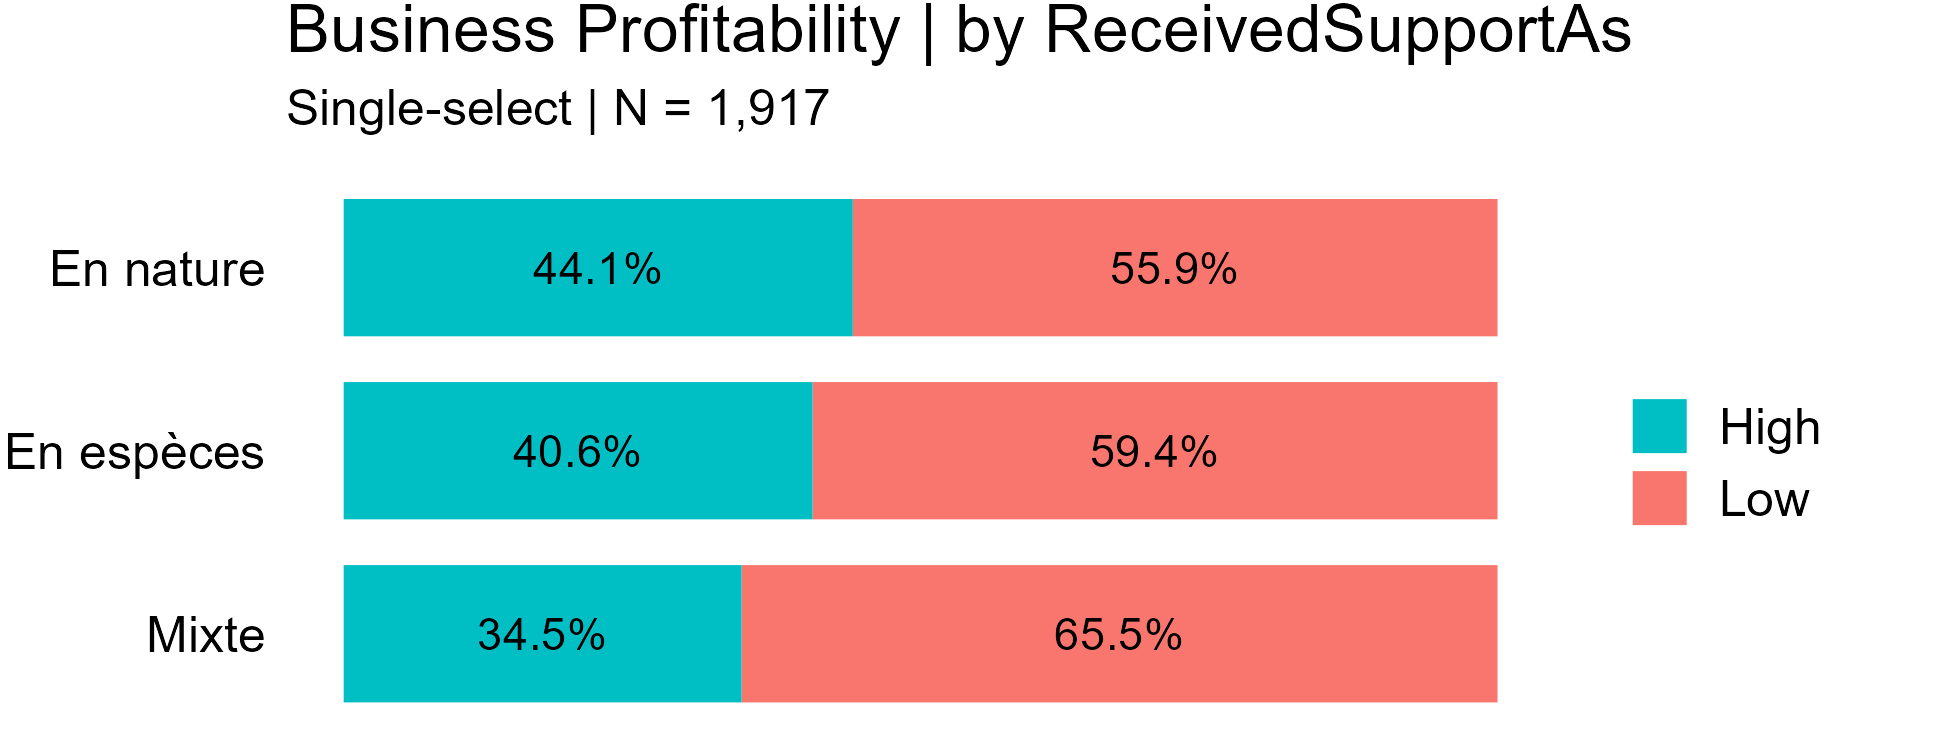 Business Profitability | by ReceivedSupportAs
Single-select | N = 1,917
En nature
44.1%
55.9%
En espèces
40.6%
59.4%
Mixte
34.5%
65.5%
High
Low